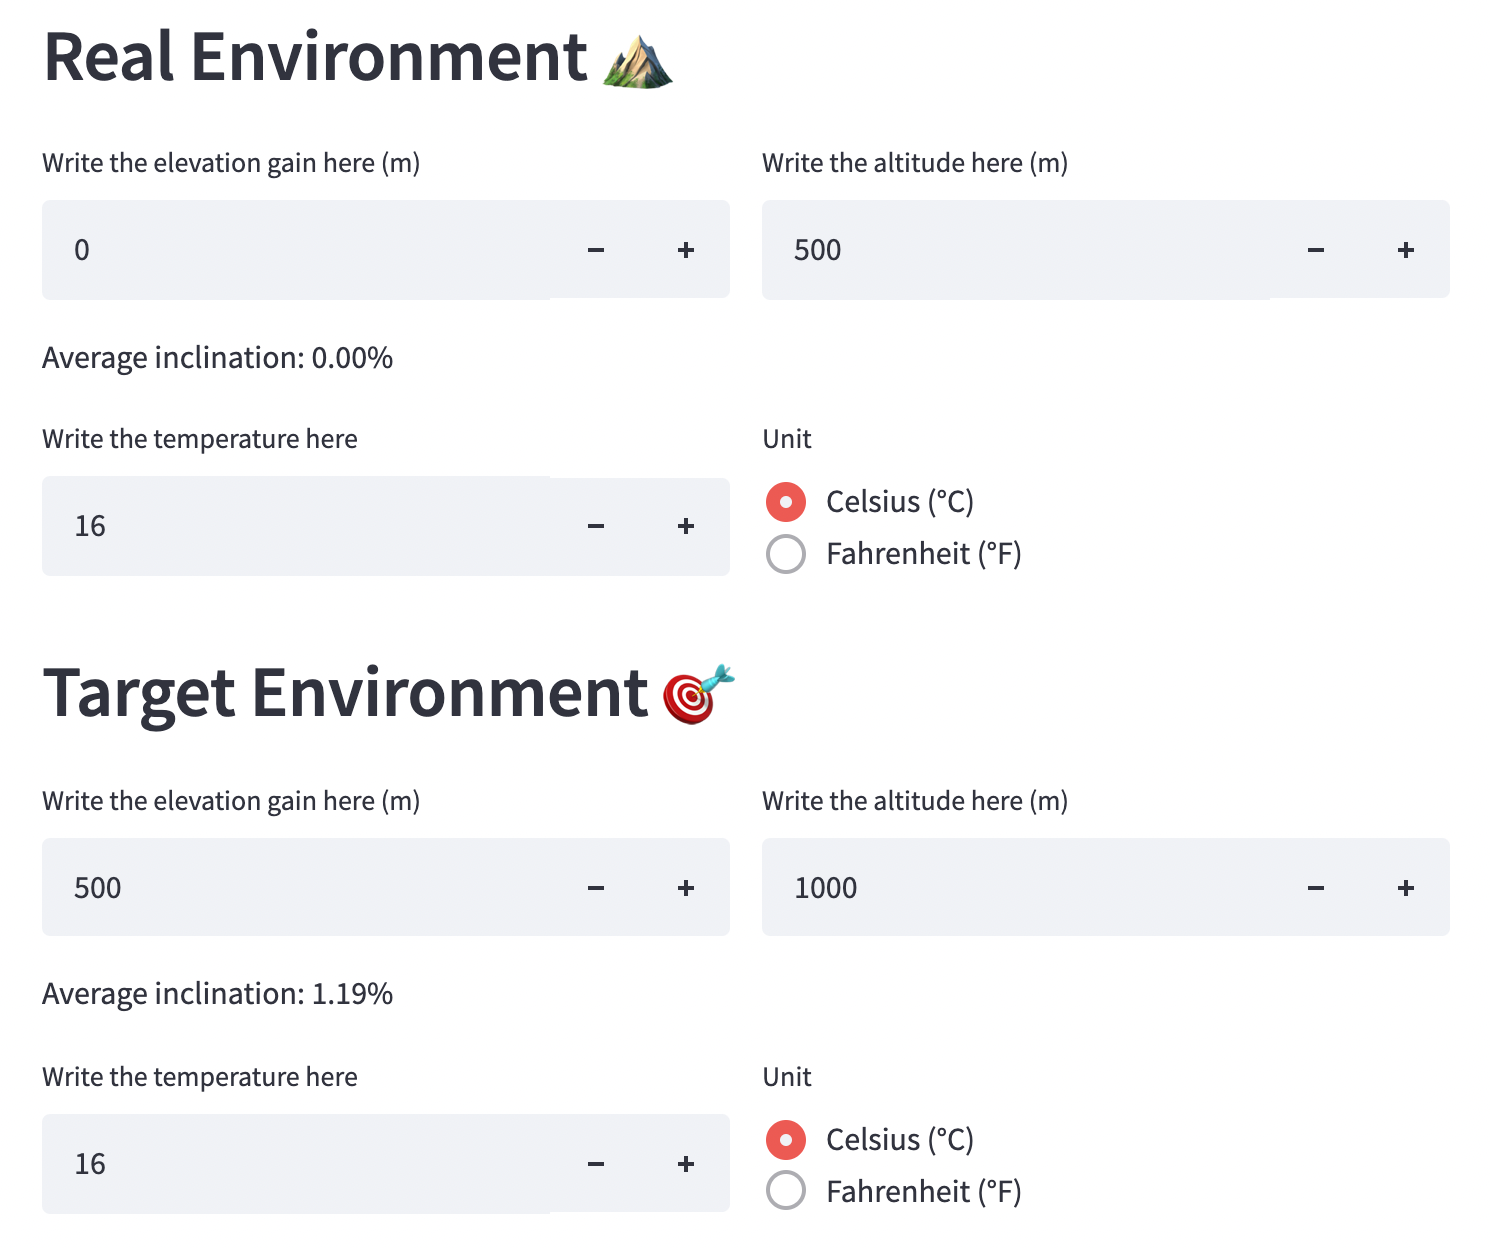 Real Environment
Write the elevation gain here (m)
Write the altitude here (m)
0
500
Average inclination: 0.00%
Write the temperature here
Unit
16
Celsius (°C)
Fahrenheit (°F)
Target Environment
Write the elevation gain here (m)
Write the altitude here (m)
500
1000
Average inclination: 1.19%
Write the temperature here
Unit
16
Celsius (°C)
Fahrenheit (°F)